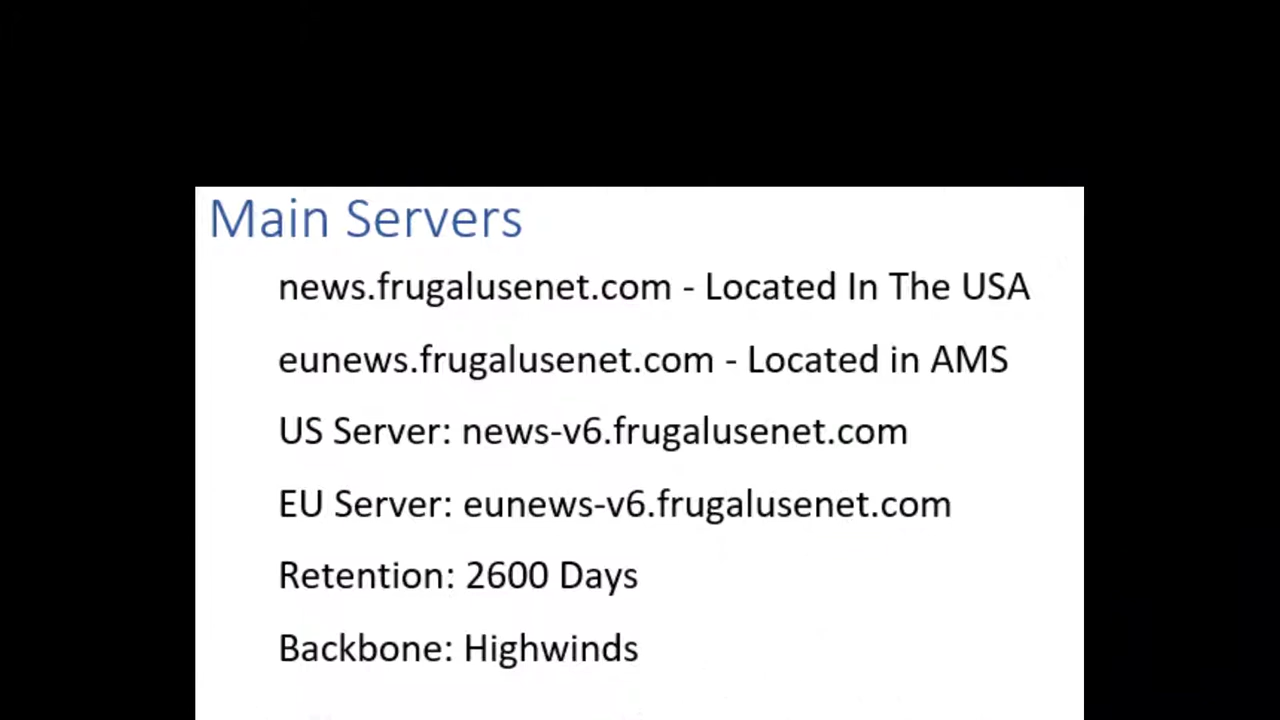 Main Servers
news.frugalusenet.com - Located In The USA
eunews.frugalusenet.com - Located in AMS
US Server: news-v6.frugalusenet.com
EU Server: eunews-v6.frugalusenet.com
Retention: 2600 Days
Backbone: Highwinds